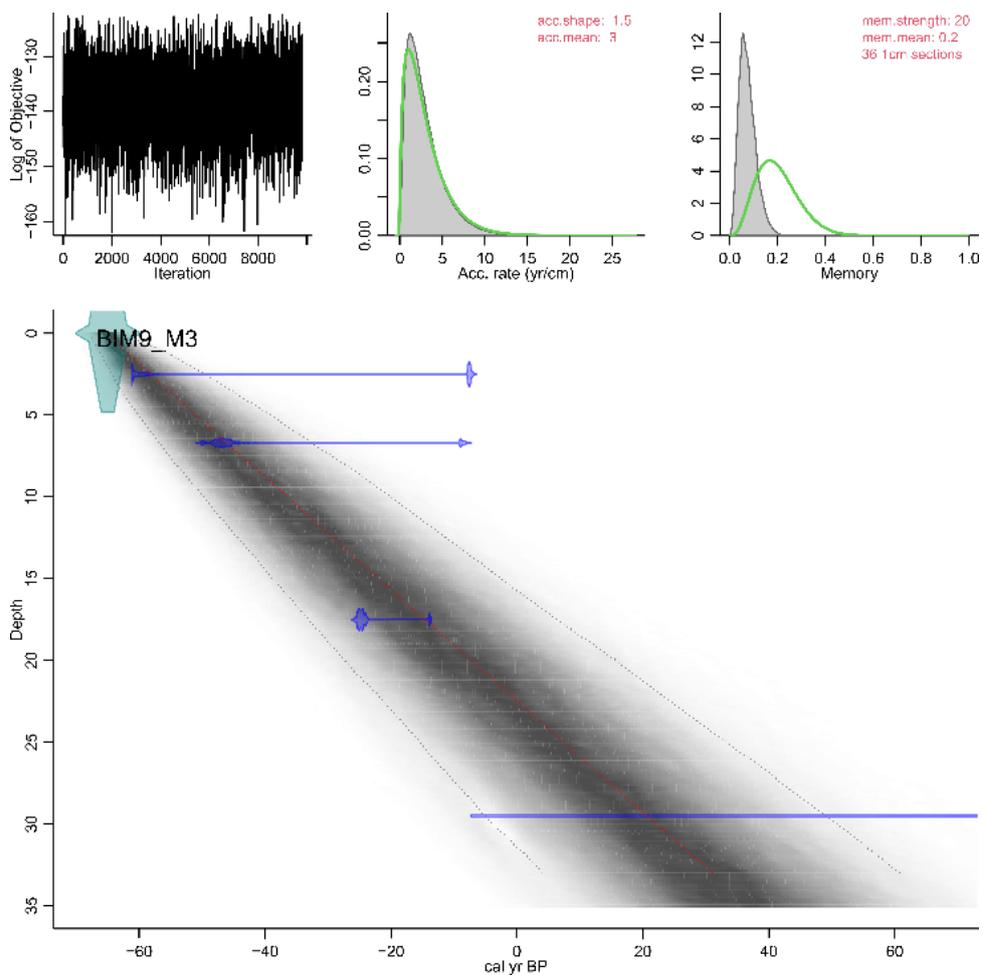 -130
-140
-150
-160
Log of Objective
0 2000 4000 6000 8000
Iteration
acc.shape: 1.5
acc.mean: 3
0.20
0.10
0.00
0 5 10 15 20 25
Acc. rate (yr/cm)
mem.strength: 20
mem.mean: 0.2
36 1cm sections
12
10
8
6
4
2
0
0.0 0.2 0.4 0.6 0.8 1.0
Memory
BIM9_M3
0
5
10
15
20
25
30
35
Depth
-60 -40 -20 0 20 40 60
cal yr BP